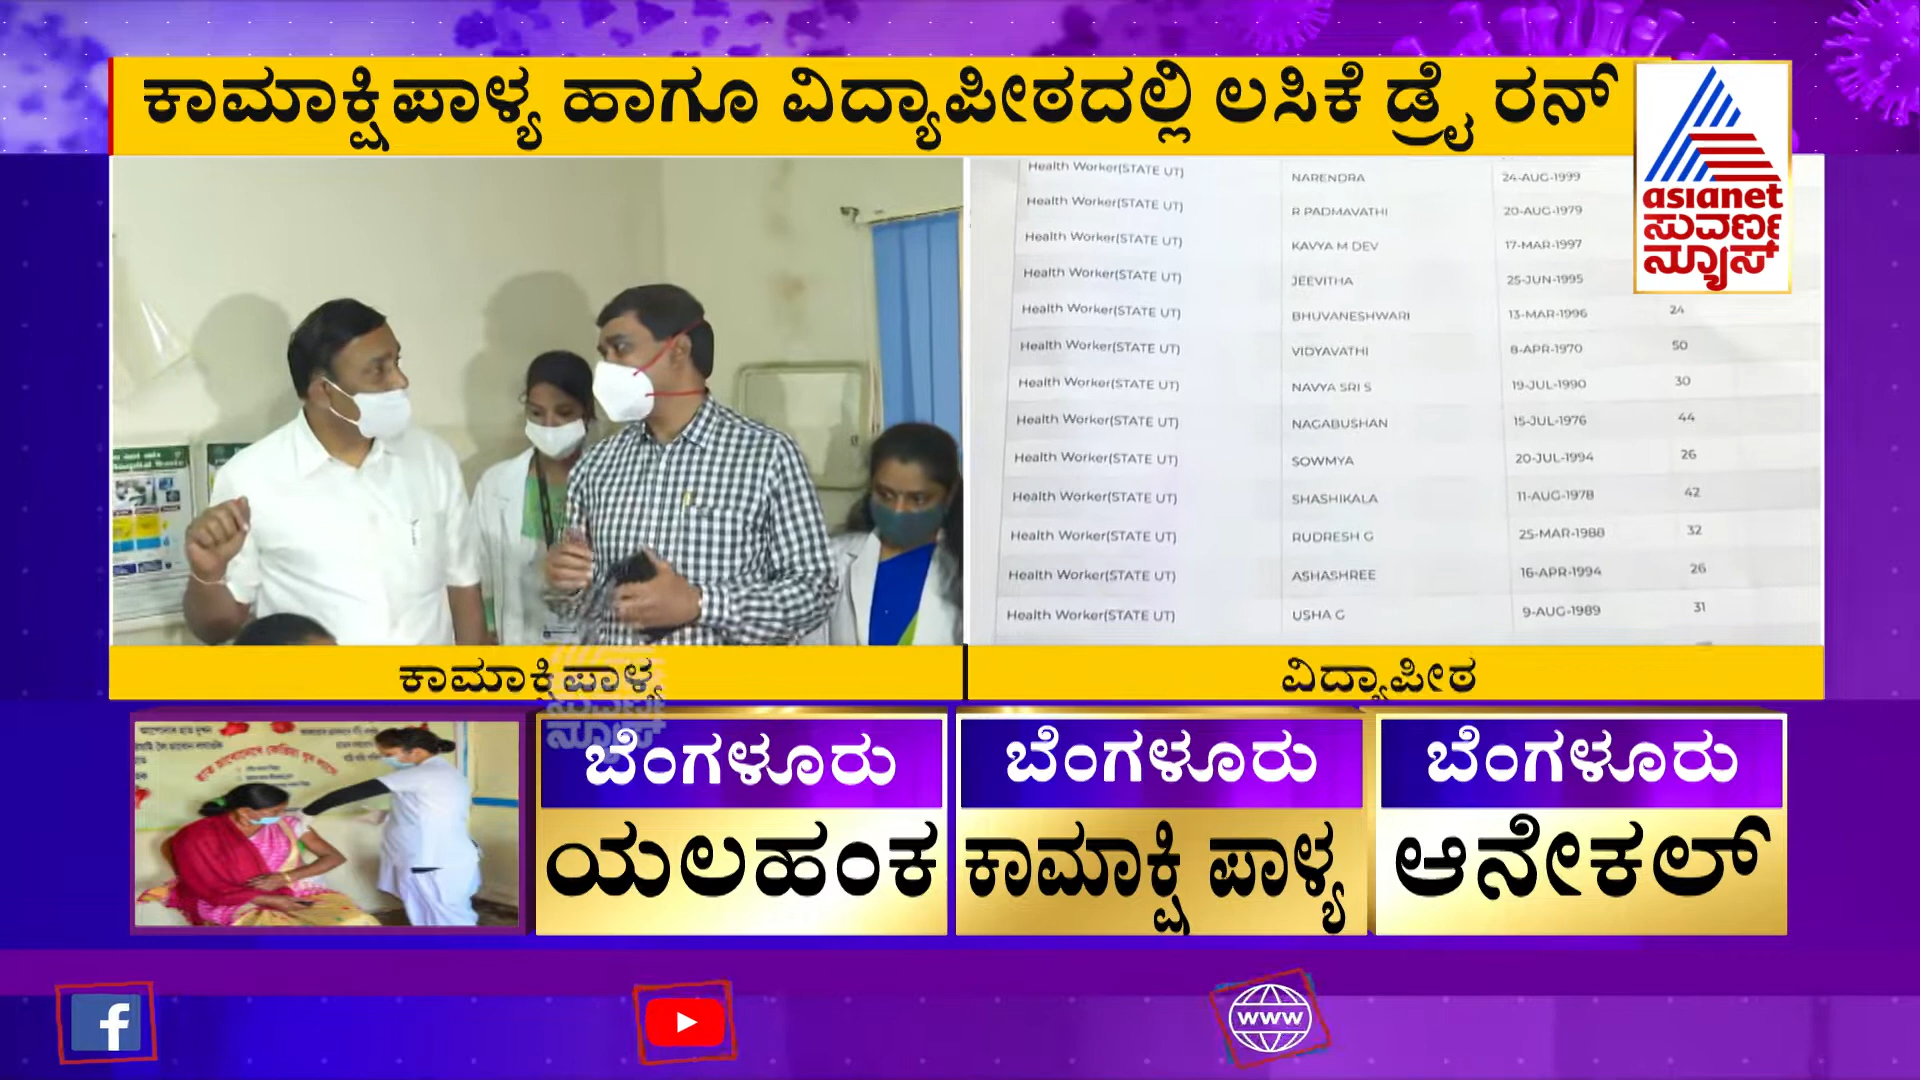 ಕಾಮಾಕ್ಷಿಪಾಳ್ಯ ಹಾಗೂ ವಿದ್ಯಾಪೀಠದಲ್ಲಿ ಲಸಿಕೆ ಡ್ರೈ ರನ್
asianet
ಸುವರ್ಣ
ನ್ಯೂಸ್
Health Worker(STATE UT) NARENDRA 24-AUG-1999
Health Worker(STATE UT) R PADMAVATHI 20-AUG-1979
Health Worker(STATE UT) KAVYA M DEV 17-MAR-1997
Health Worker(STATE UT) JEEVITHA 25-JUN-1995
Health Worker(STATE UT) BHUVANESHWARI 13-MAR-1996 24
Health Worker(STATE UT) VIDYAVATHI 8-APR-1970 50
Health Worker(STATE UT) NAVYA SRI S 19-JUL-1990 30
Health Worker(STATE UT) NAGABUSHAN 15-JUL-1976 44
Health Worker(STATE UT) SOWMYA 20-JUL-1994 26
Health Worker(STATE UT) SHASHIKALA 11-AUG-1978 42
Health Worker(STATE UT) RUDRESH G 25-MAR-1988 32
Health Worker(STATE UT) ASHASHREE 16-APR-1994 26
Health Worker(STATE UT) USHA G 9-AUG-1989 31
ಕಾಮಾಕ್ಷಿಪಾಳ್ಯ
ವಿದ್ಯಾಪೀಠ
ಸುವರ್ಣ
ನ್ಯೂಸ್
ಬೆಂಗಳೂರು
ಯಲಹಂಕ
ಬೆಂಗಳೂರು
ಕಾಮಾಕ್ಷಿ ಪಾಳ್ಯ
ಬೆಂಗಳೂರು
ಆನೇಕಲ್
f
www